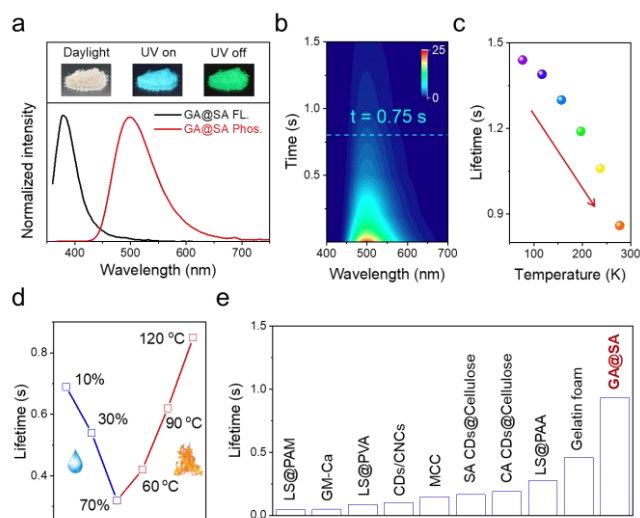 a
Daylight UV on UV off
GA@SA FL.
GA@SA Phos.
Normalized intensity
400 500 600 700
Wavelength (nm)
b
1.5
1.0
0.5
0.0
Time (s)
25
0
t = 0.75 s
400 500 600 700
Wavelength (nm)
c
1.5
1.2
0.9
Lifetime (s)
100 200 300
Temperature (K)
d
0.8
0.6
0.4
Lifetime (s)
10%
30%
70%
60 °C
90 °C
120 °C
e
1.5
1.0
0.5
0.0
Lifetime (s)
LS@PAM
GM-Ca
LS@PVA
CDs/CNCs
MCC
SA CDs@Cellulose
CA CDs@Cellulose
LS@PAA
Gelatin foam
GA@SA